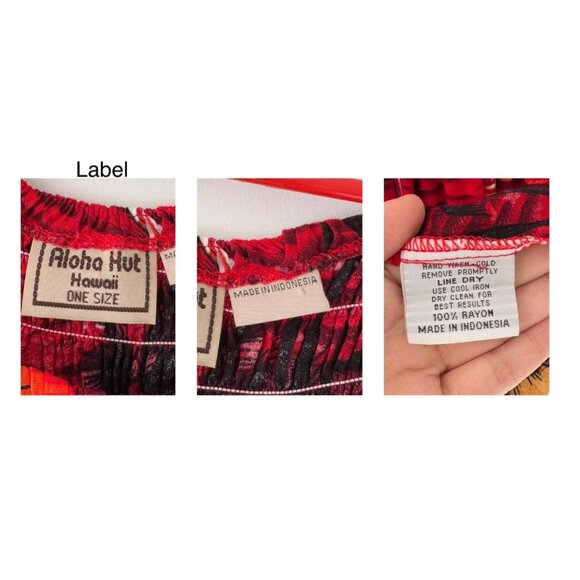 Label
Aloha Hut
Hawaii
ONE SIZE
MADE IN INDONESIA
HAND WASH-COLD
REMOVE PROMPTLY
LINE DRY
USE COOL IRON
DRY CLEAN FOR
BEST RESULTS
100% RAYON
MADE IN INDONESIA